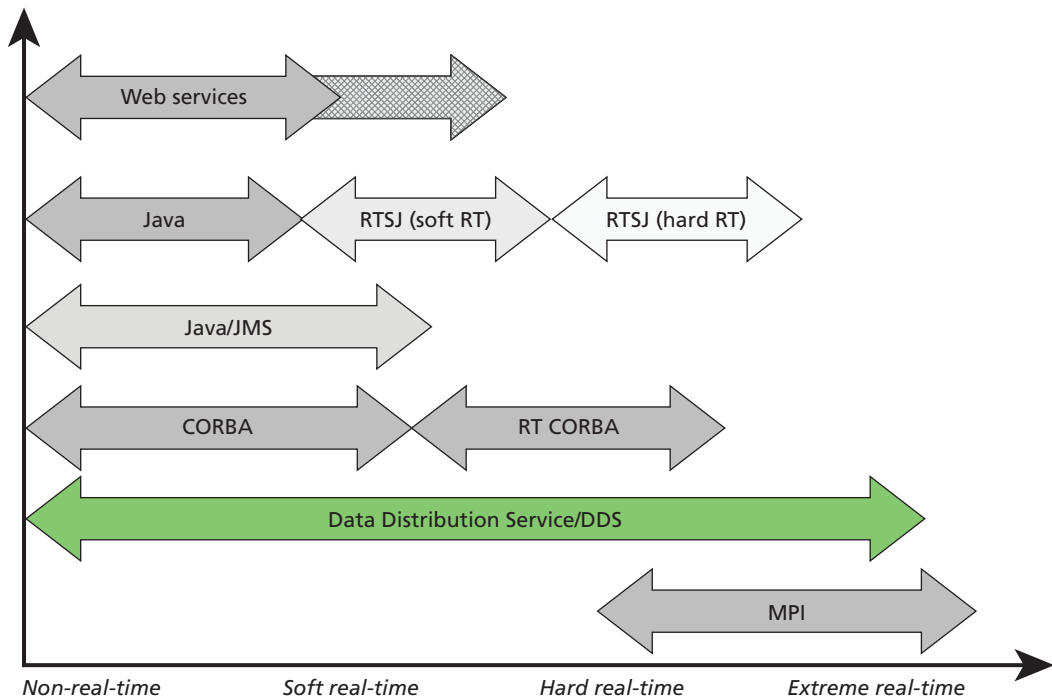 Web services
Java
RTSJ (soft RT)
RTSJ (hard RT)
Java/JMS
CORBA
RT CORBA
Data Distribution Service/DDS
MPI
Non-real-time
Soft real-time
Hard real-time
Extreme real-time